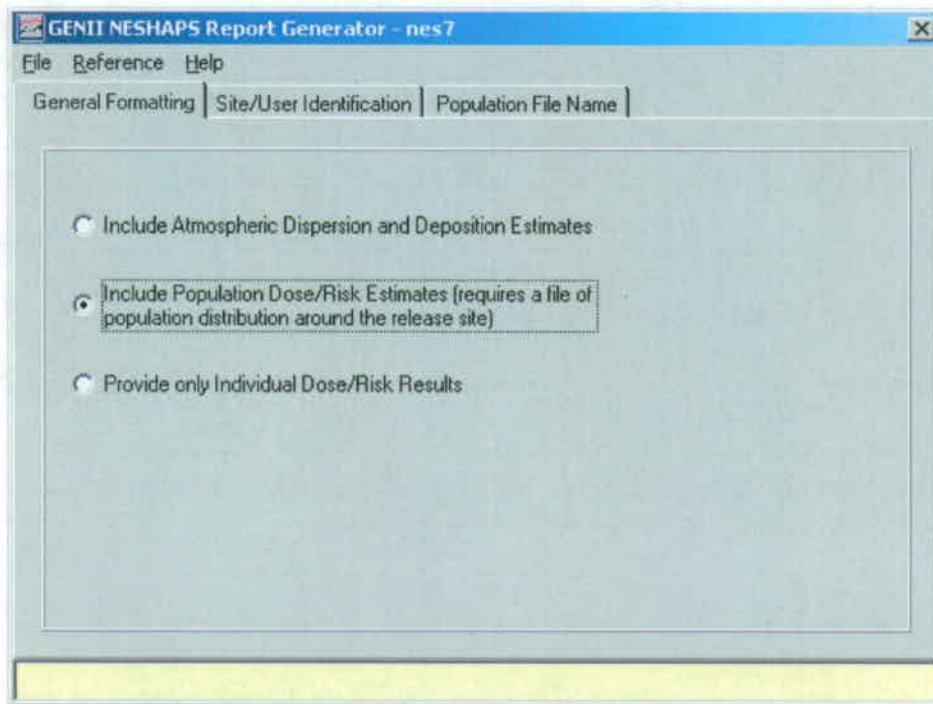 GENII NESHAPS Report Generator - nes7
File Reference Help
General Formatting Site/User Identification Population File Name
Include Atmospheric Dispersion and Deposition Estimates
Include Population Dose/Risk Estimates (requires a file of
population distribution around the release site)
Provide only Individual Dose/Risk Results